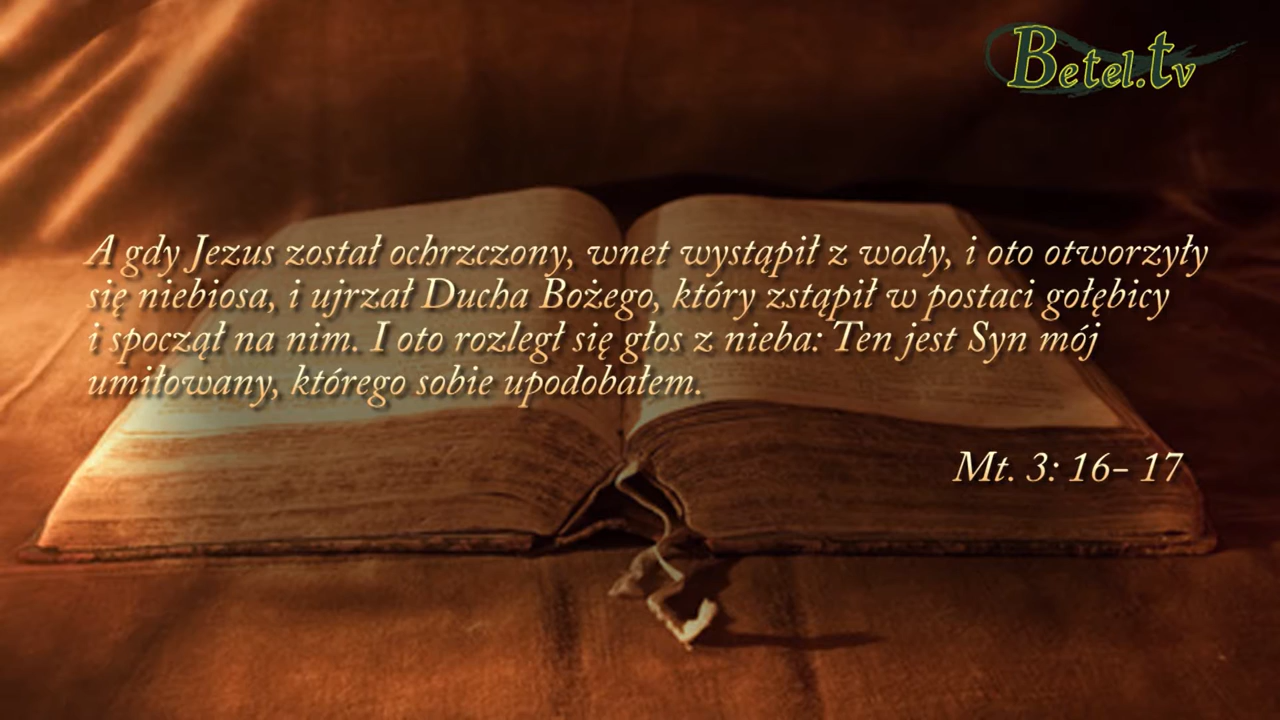 Betel.tv
A gdy Jezus został ochrzczony, wnet wystąpił z wody, i oto otworzyły
się niebiosa, i ujrzał Ducha Bożego, który zstąpił w postaci gołębicy
i spoczął na nim. I oto rozległ się głos z nieba: Ten jest Syn mój
umiłowany, którego sobie upodobałem.
Mt. 3: 16- 17